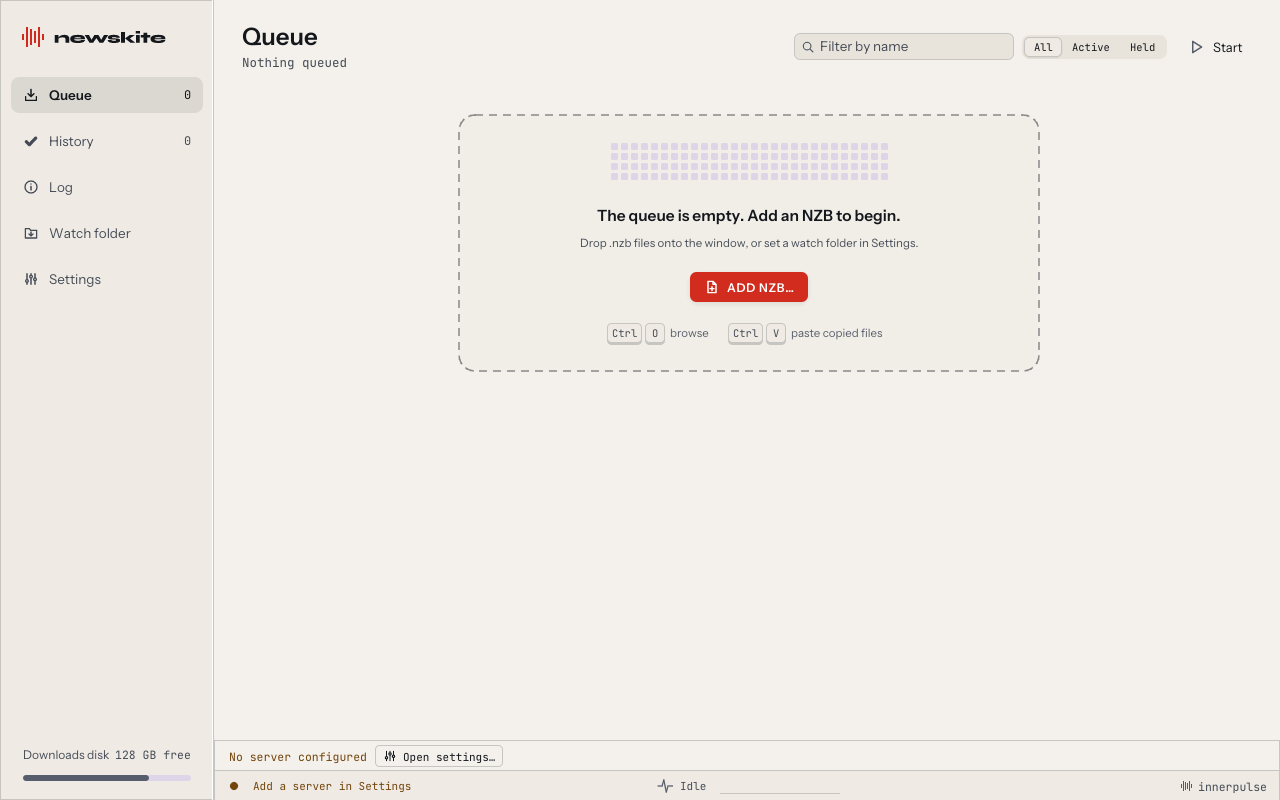 newskite
Queue 0
History 0
Log
Watch folder
Settings
Downloads disk 128 GB free
Queue
Nothing queued
Filter by name
All Active Held
Start
The queue is empty. Add an NZB to begin.
Drop .nzb files onto the window, or set a watch folder in Settings.
ADD NZB…
Ctrl O browse Ctrl V paste copied files
No server configured Open settings…
Add a server in Settings
Idle
innerpulse